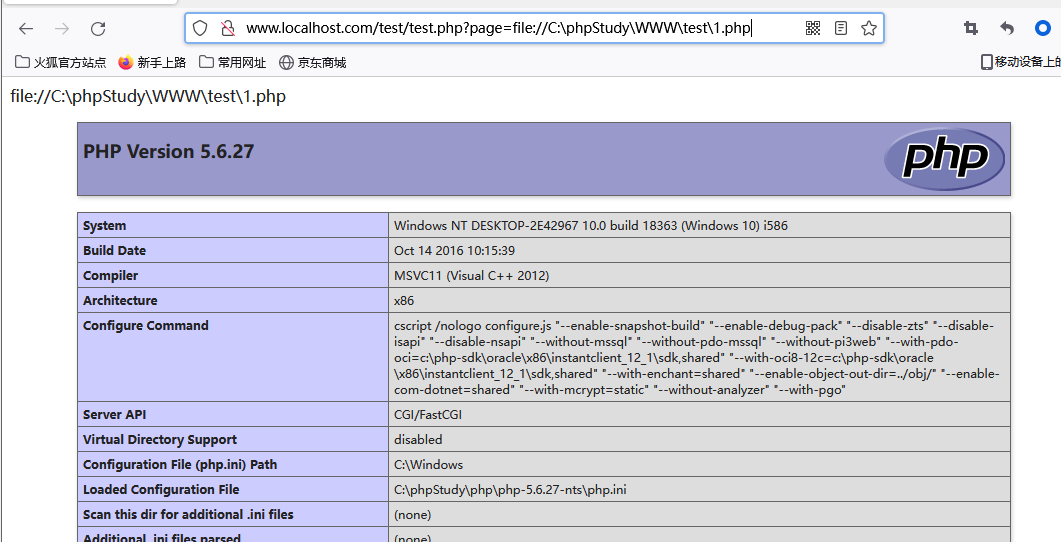 www.localhost.com/test/test.php?page=file://C:\phpStudy\WWW\test\1.php
火狐官方站点 新手上路 常用网址 京东商城 移动设备上的
file://C:\phpStudy\WWW\test\1.php
PHP Version 5.6.27
php
System Windows NT DESKTOP-2E42967 10.0 build 18363 (Windows 10) i586
Build Date Oct 14 2016 10:15:39
Compiler MSVC11 (Visual C++ 2012)
Architecture x86
Configure Command cscript /nologo configure.js "--enable-snapshot-build" "--enable-debug-pack" "--disable-zts" "--disable-
isapi" "--disable-nsapi" "--without-mssql" "--without-pdo-mssql" "--without-pi3web" "--with-pdo-
oci=c:\php-sdk\oracle\x86\instantclient_12_1\sdk,shared" "--with-oci8-12c=c:\php-sdk\oracle
\x86\instantclient_12_1\sdk,shared" "--with-enchant=shared" "--enable-object-out-dir=../obj/" "--enable-
com-dotnet=shared" "--with-mcrypt=static" "--without-analyzer" "--with-pgo"
Server API CGI/FastCGI
Virtual Directory Support disabled
Configuration File (php.ini) Path C:\Windows
Loaded Configuration File C:\phpStudy\php\php-5.6.27-nts\php.ini
Scan this dir for additional .ini files (none)
Additional .ini files parsed (none)